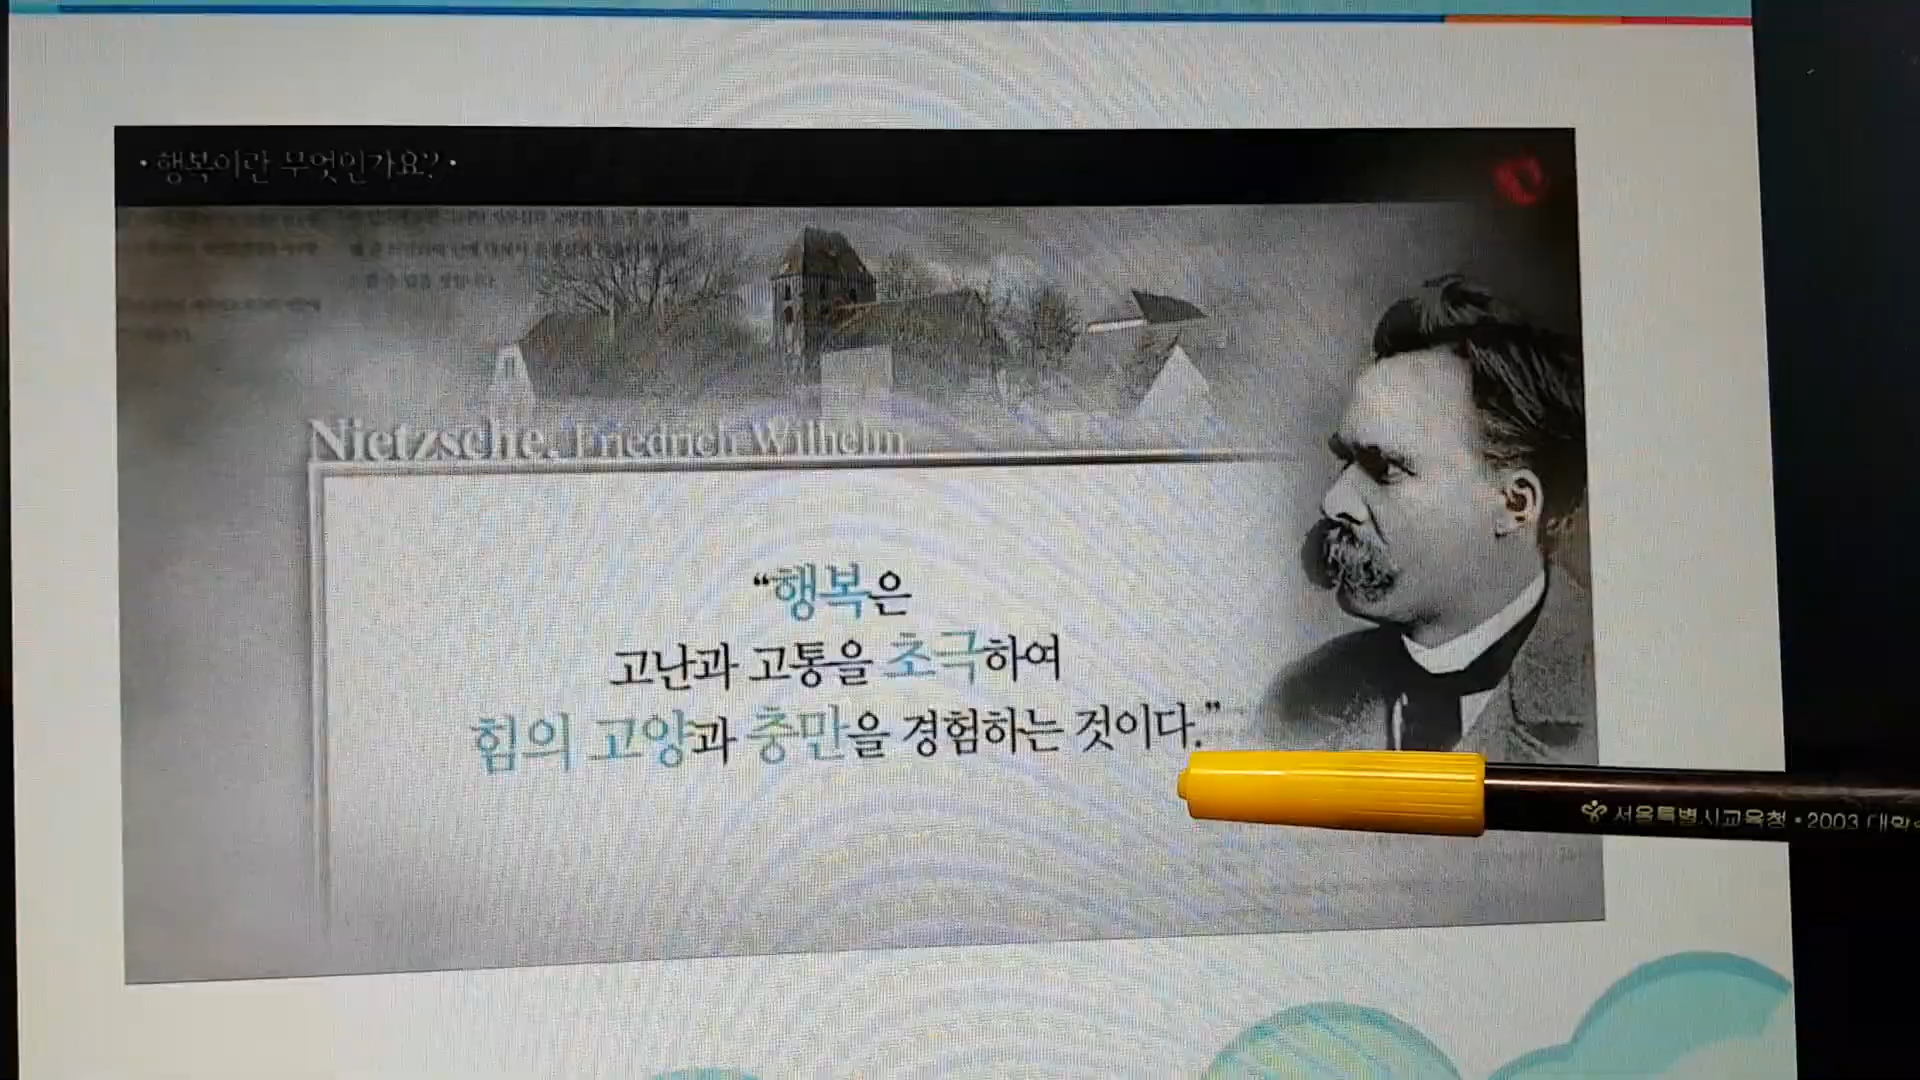 •행복이란 무엇인가요?•
Nietzsche, Friedrich Wilhelm
“행복은
고난과 고통을 초극하여
힘의 고양과 충만을 경험하는 것이다.”
서울특별시교육청 • 2003 대학